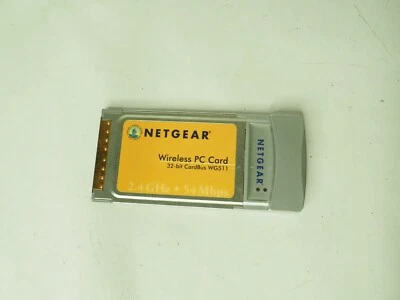 NETGEAR
Wireless PC Card
32-bit CardBus WG511
2.4 GHz • 54 Mbps
NETGEAR